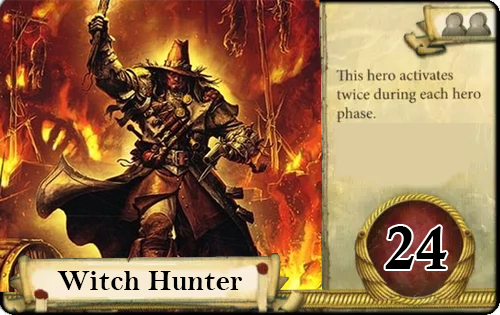 This hero activates
twice during each hero
phase.
24
Witch Hunter